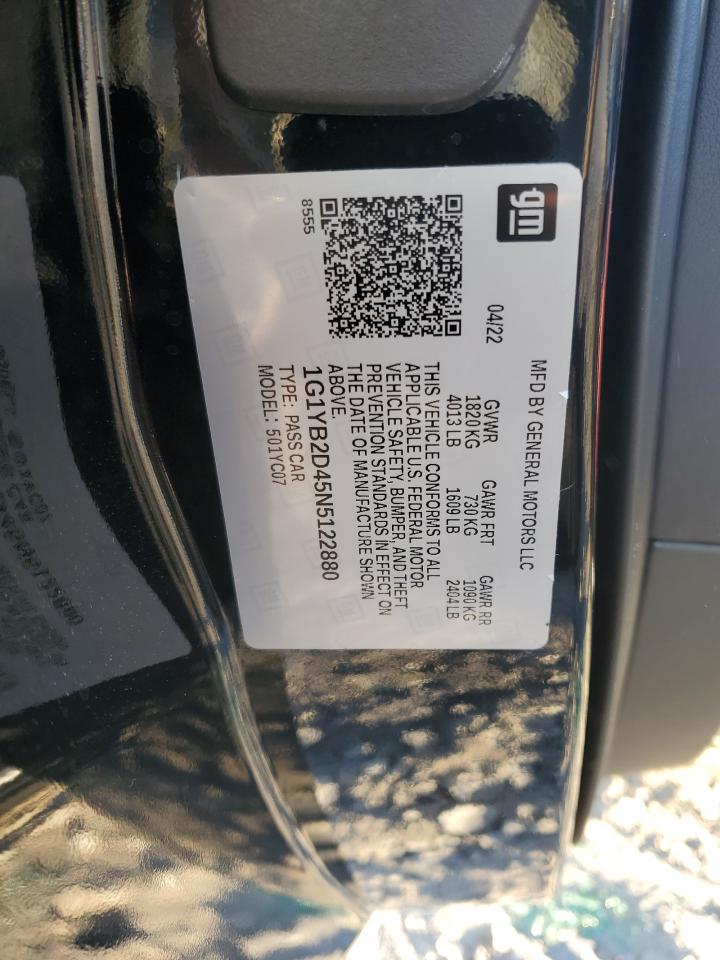 gm
MFD BY GENERAL MOTORS LLC
04/22
GVWR GAWR FRT GAWR RR
1820 KG 730 KG 1090 KG
4013 LB 1609 LB 2404 LB
THIS VEHICLE CONFORMS TO ALL
APPLICABLE U.S. FEDERAL MOTOR
VEHICLE SAFETY, BUMPER, AND THEFT
PREVENTION STANDARDS IN EFFECT ON
THE DATE OF MANUFACTURE SHOWN
ABOVE.
8555
1G1YB2D45N5122880
TYPE: PASS CAR
MODEL: 501YC07